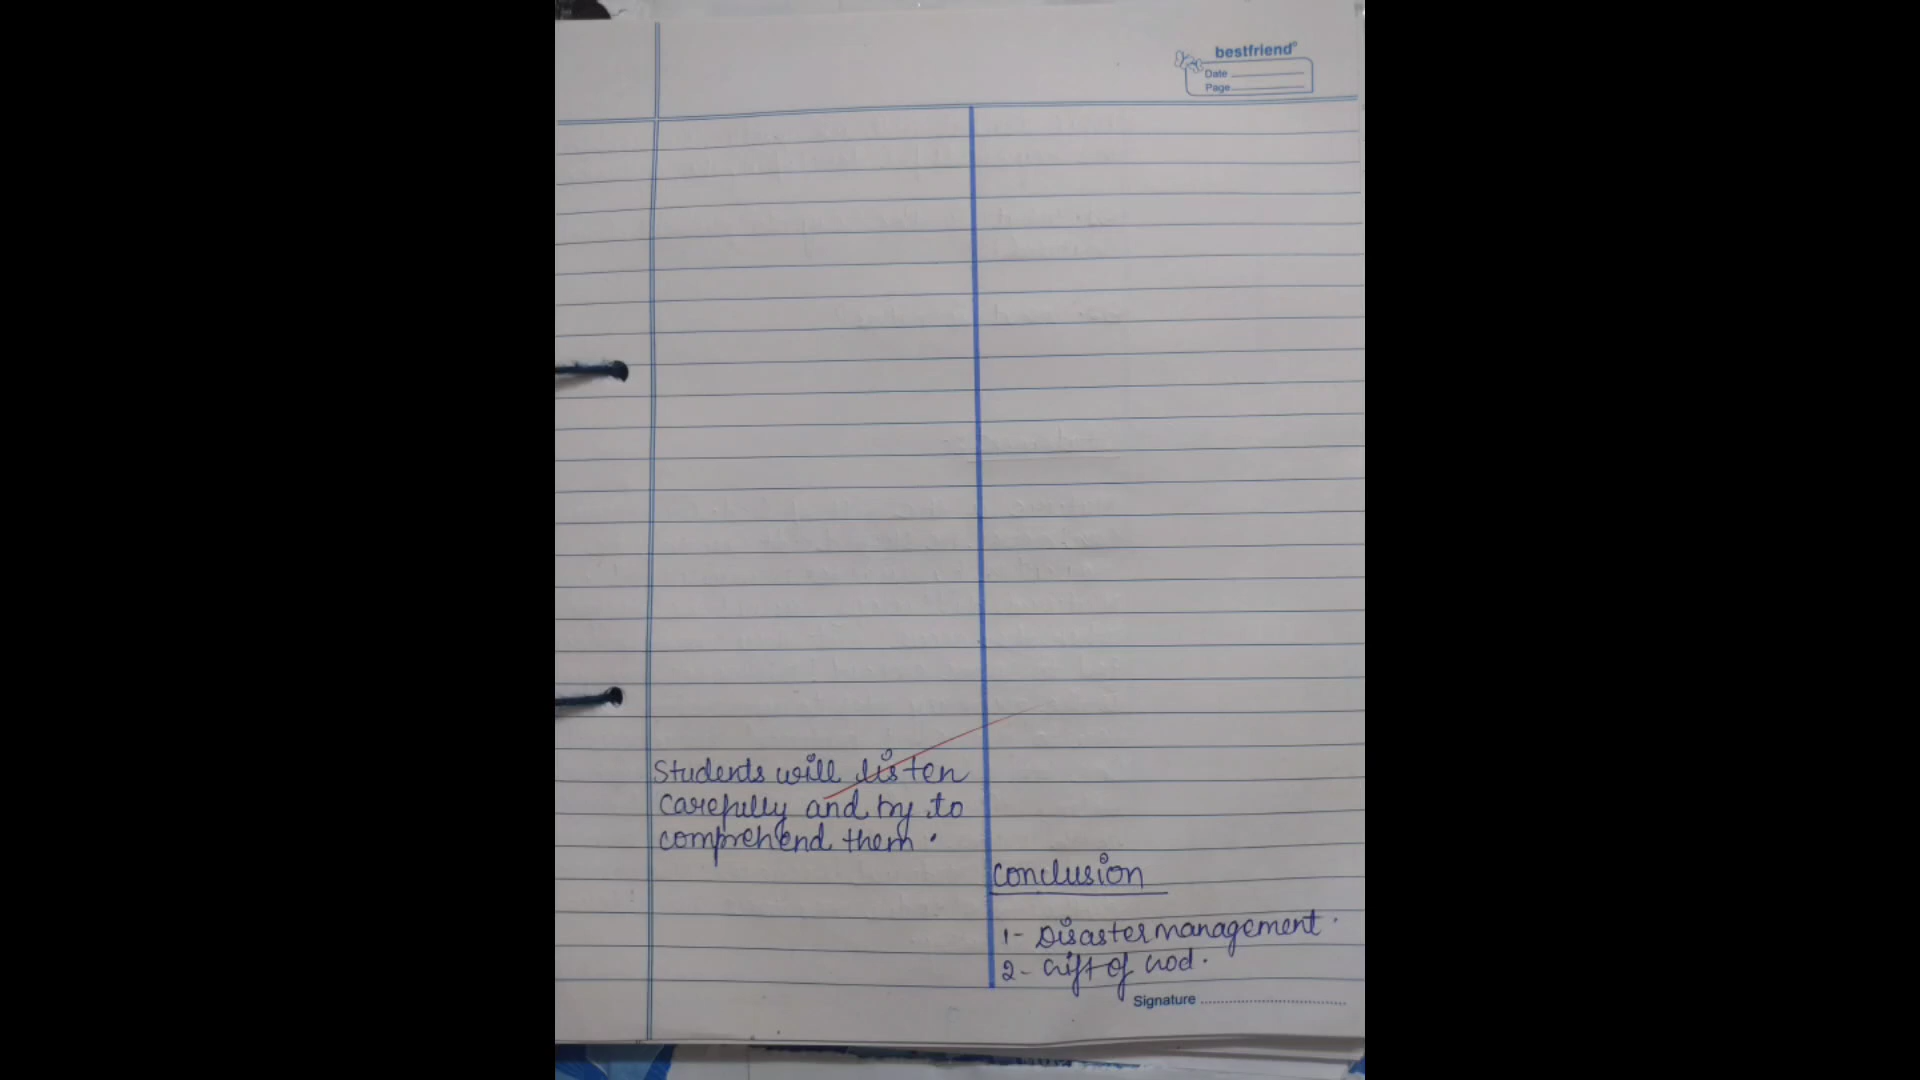 bestfriend
Date
Page
Students will listen
carefully and try to
comprehend them.
Conclusion
1- Disaster management.
2- Gift of God.
Signature